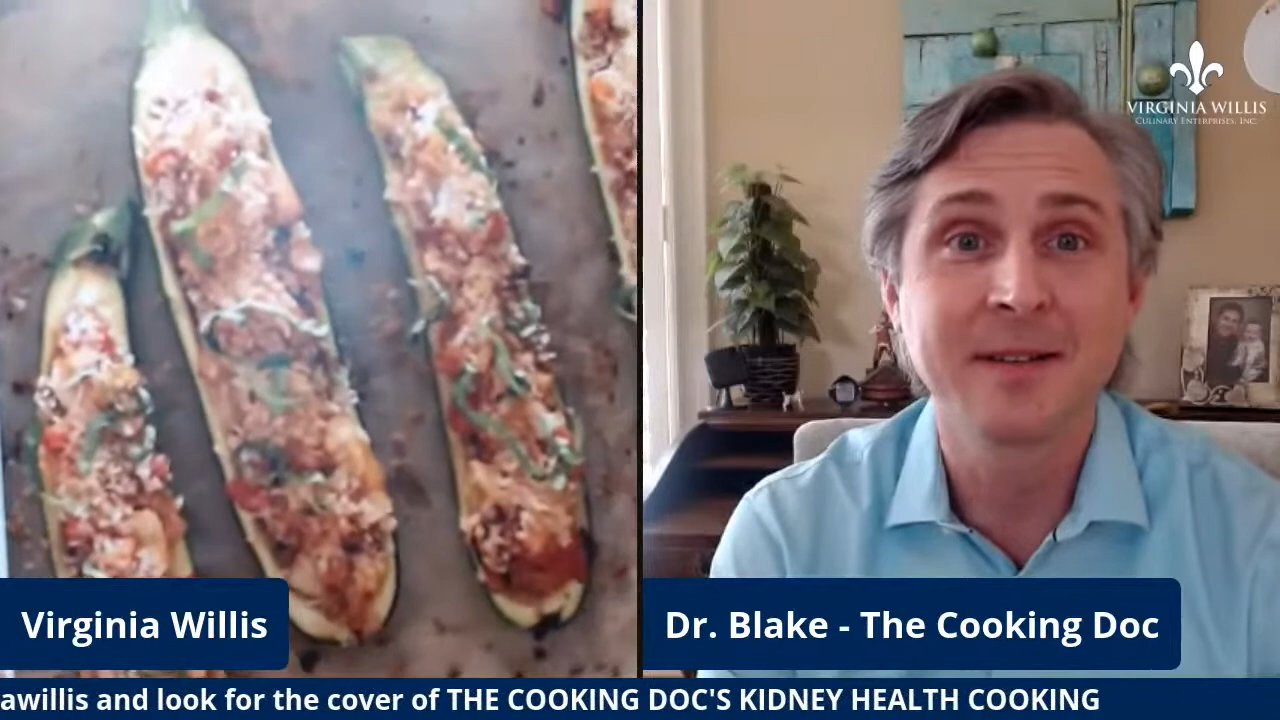 VIRGINIA WILLIS
CULINARY ENTERPRISES, INC.
Virginia Willis
Dr. Blake - The Cooking Doc
awillis and look for the cover of THE COOKING DOC'S KIDNEY HEALTH COOKING